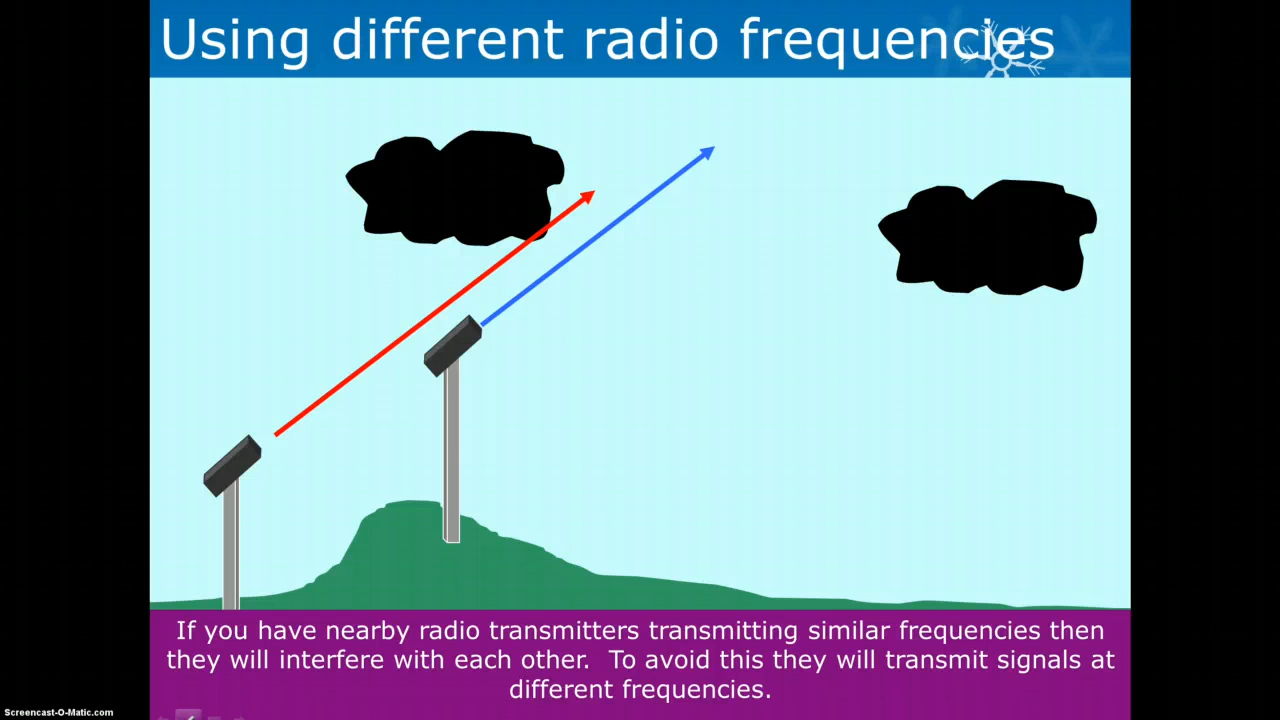 Using different radio frequencies
If you have nearby radio transmitters transmitting similar frequencies then
they will interfere with each other.  To avoid this they will transmit signals at
different frequencies.
Screencast-O-Matic.com